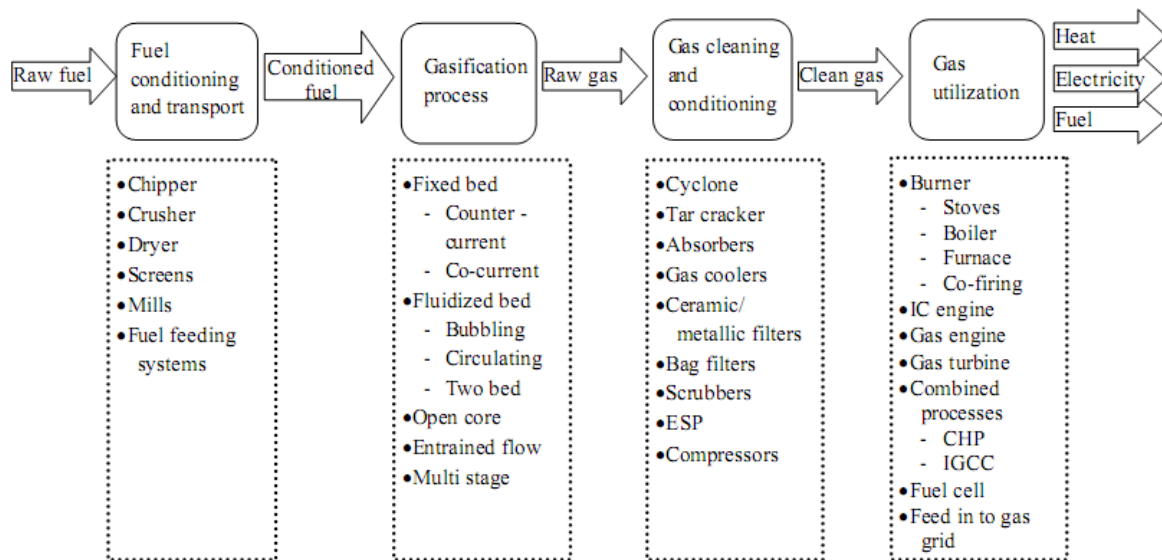 Raw fuel
Fuel
conditioning
and transport
Conditioned
fuel
Gasification
process
Raw gas
Gas cleaning
and
conditioning
Clean gas
Gas
utilization
Heat
Electricity
Fuel
•Chipper
•Crusher
•Dryer
•Screens
•Mills
•Fuel feeding
systems
•Fixed bed
- Counter -
current
- Co-current
•Fluidized bed
- Bubbling
- Circulating
- Two bed
•Open core
•Entrained flow
•Multi stage
•Cyclone
•Tar cracker
•Absorbers
•Gas coolers
•Ceramic/
metallic filters
•Bag filters
•Scrubbers
•ESP
•Compressors
•Burner
- Stoves
- Boiler
- Furnace
- Co-firing
•IC engine
•Gas engine
•Gas turbine
•Combined
processes
- CHP
- IGCC
•Fuel cell
•Feed in to gas
grid